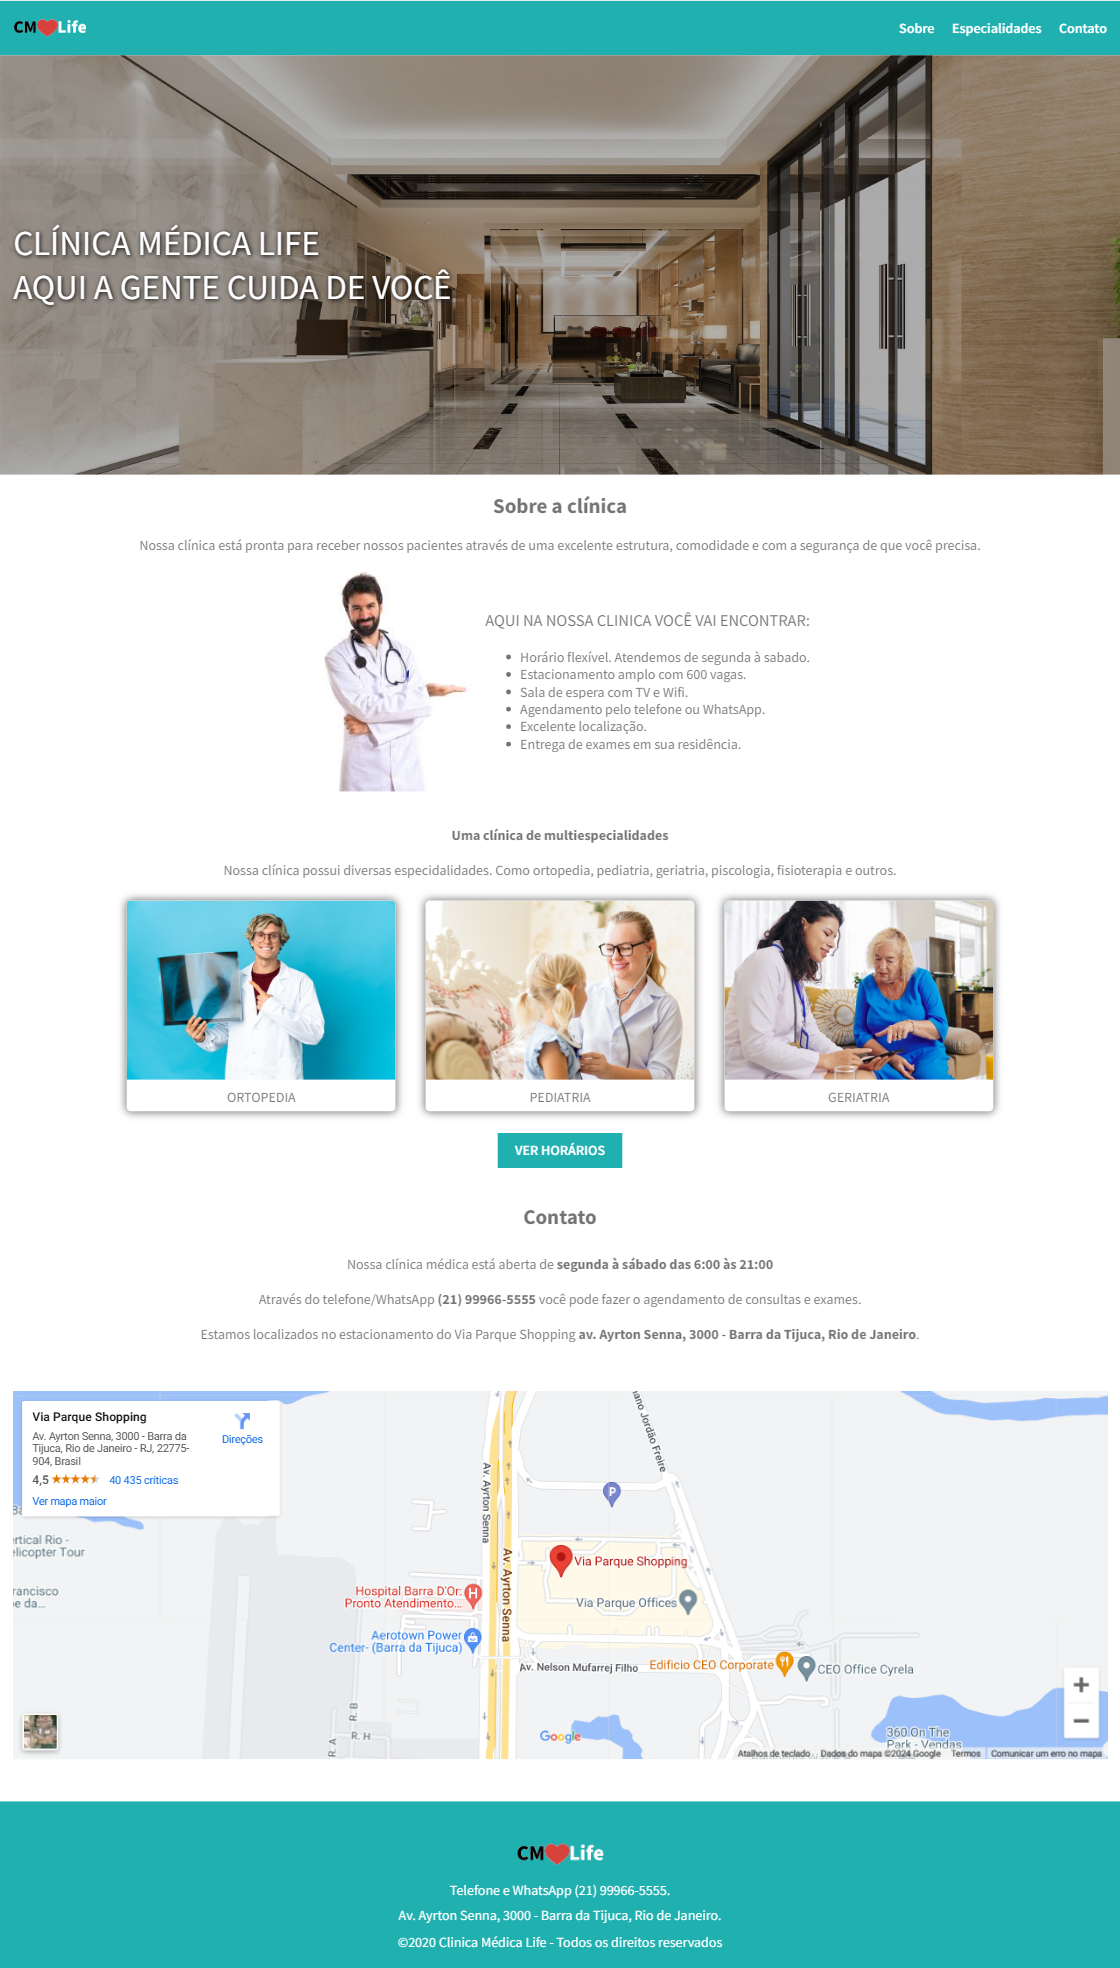 CM Life
Sobre Especialidades Contato
CLÍNICA MÉDICA LIFE
AQUI A GENTE CUIDA DE VOCÊ
Sobre a clínica
Nossa clínica está pronta para receber nossos pacientes através de uma excelente estrutura, comodidade e com a segurança de que você precisa.
AQUI NA NOSSA CLINICA VOCÊ VAI ENCONTRAR:
Horário flexível. Atendemos de segunda à sabado.
Estacionamento amplo com 600 vagas.
Sala de espera com TV e Wifi.
Agendamento pelo telefone ou WhatsApp.
Excelente localização.
Entrega de exames em sua residência.
Uma clínica de multiespecialidades
Nossa clínica possui diversas especidalidades. Como ortopedia, pediatria, geriatria, piscologia, fisioterapia e outros.
ORTOPEDIA
PEDIATRIA
GERIATRIA
VER HORÁRIOS
Contato
Nossa clínica médica está aberta de segunda à sábado das 6:00 às 21:00
Através do telefone/WhatsApp (21) 99966-5555 você pode fazer o agendamento de consultas e exames.
Estamos localizados no estacionamento do Via Parque Shopping av. Ayrton Senna, 3000 - Barra da Tijuca, Rio de Janeiro.
Via Parque Shopping
Av. Ayrton Senna, 3000 - Barra da
Tijuca, Rio de Janeiro - RJ, 22775-
904, Brasil
Direções
4,5 40 435 críticas
Ver mapa maior
ertical Rio -
elicopter Tour
rancisco
e da...
iano Jordão Freire
Av. Ayrton Senna
Av. Ayrton Senna
P
Via Parque Shopping
Hospital Barra D'Or:
Pronto Atendimento...
H
Via Parque Offices
Aerotown Power
Center- (Barra da Tijuca)
Av. Nelson Mufarrej Filho
Edificio CEO Corporate
CEO Office Cyrela
R. B
R. A
R. H
Google
360 On The
Park - Vendas
Atalhos de teclado Dados do mapa ©2024 Google Termos Comunicar um erro no mapa
CM Life
Telefone e WhatsApp (21) 99966-5555.
Av. Ayrton Senna, 3000 - Barra da Tijuca, Rio de Janeiro.
©2020 Clinica Médica Life - Todos os direitos reservados